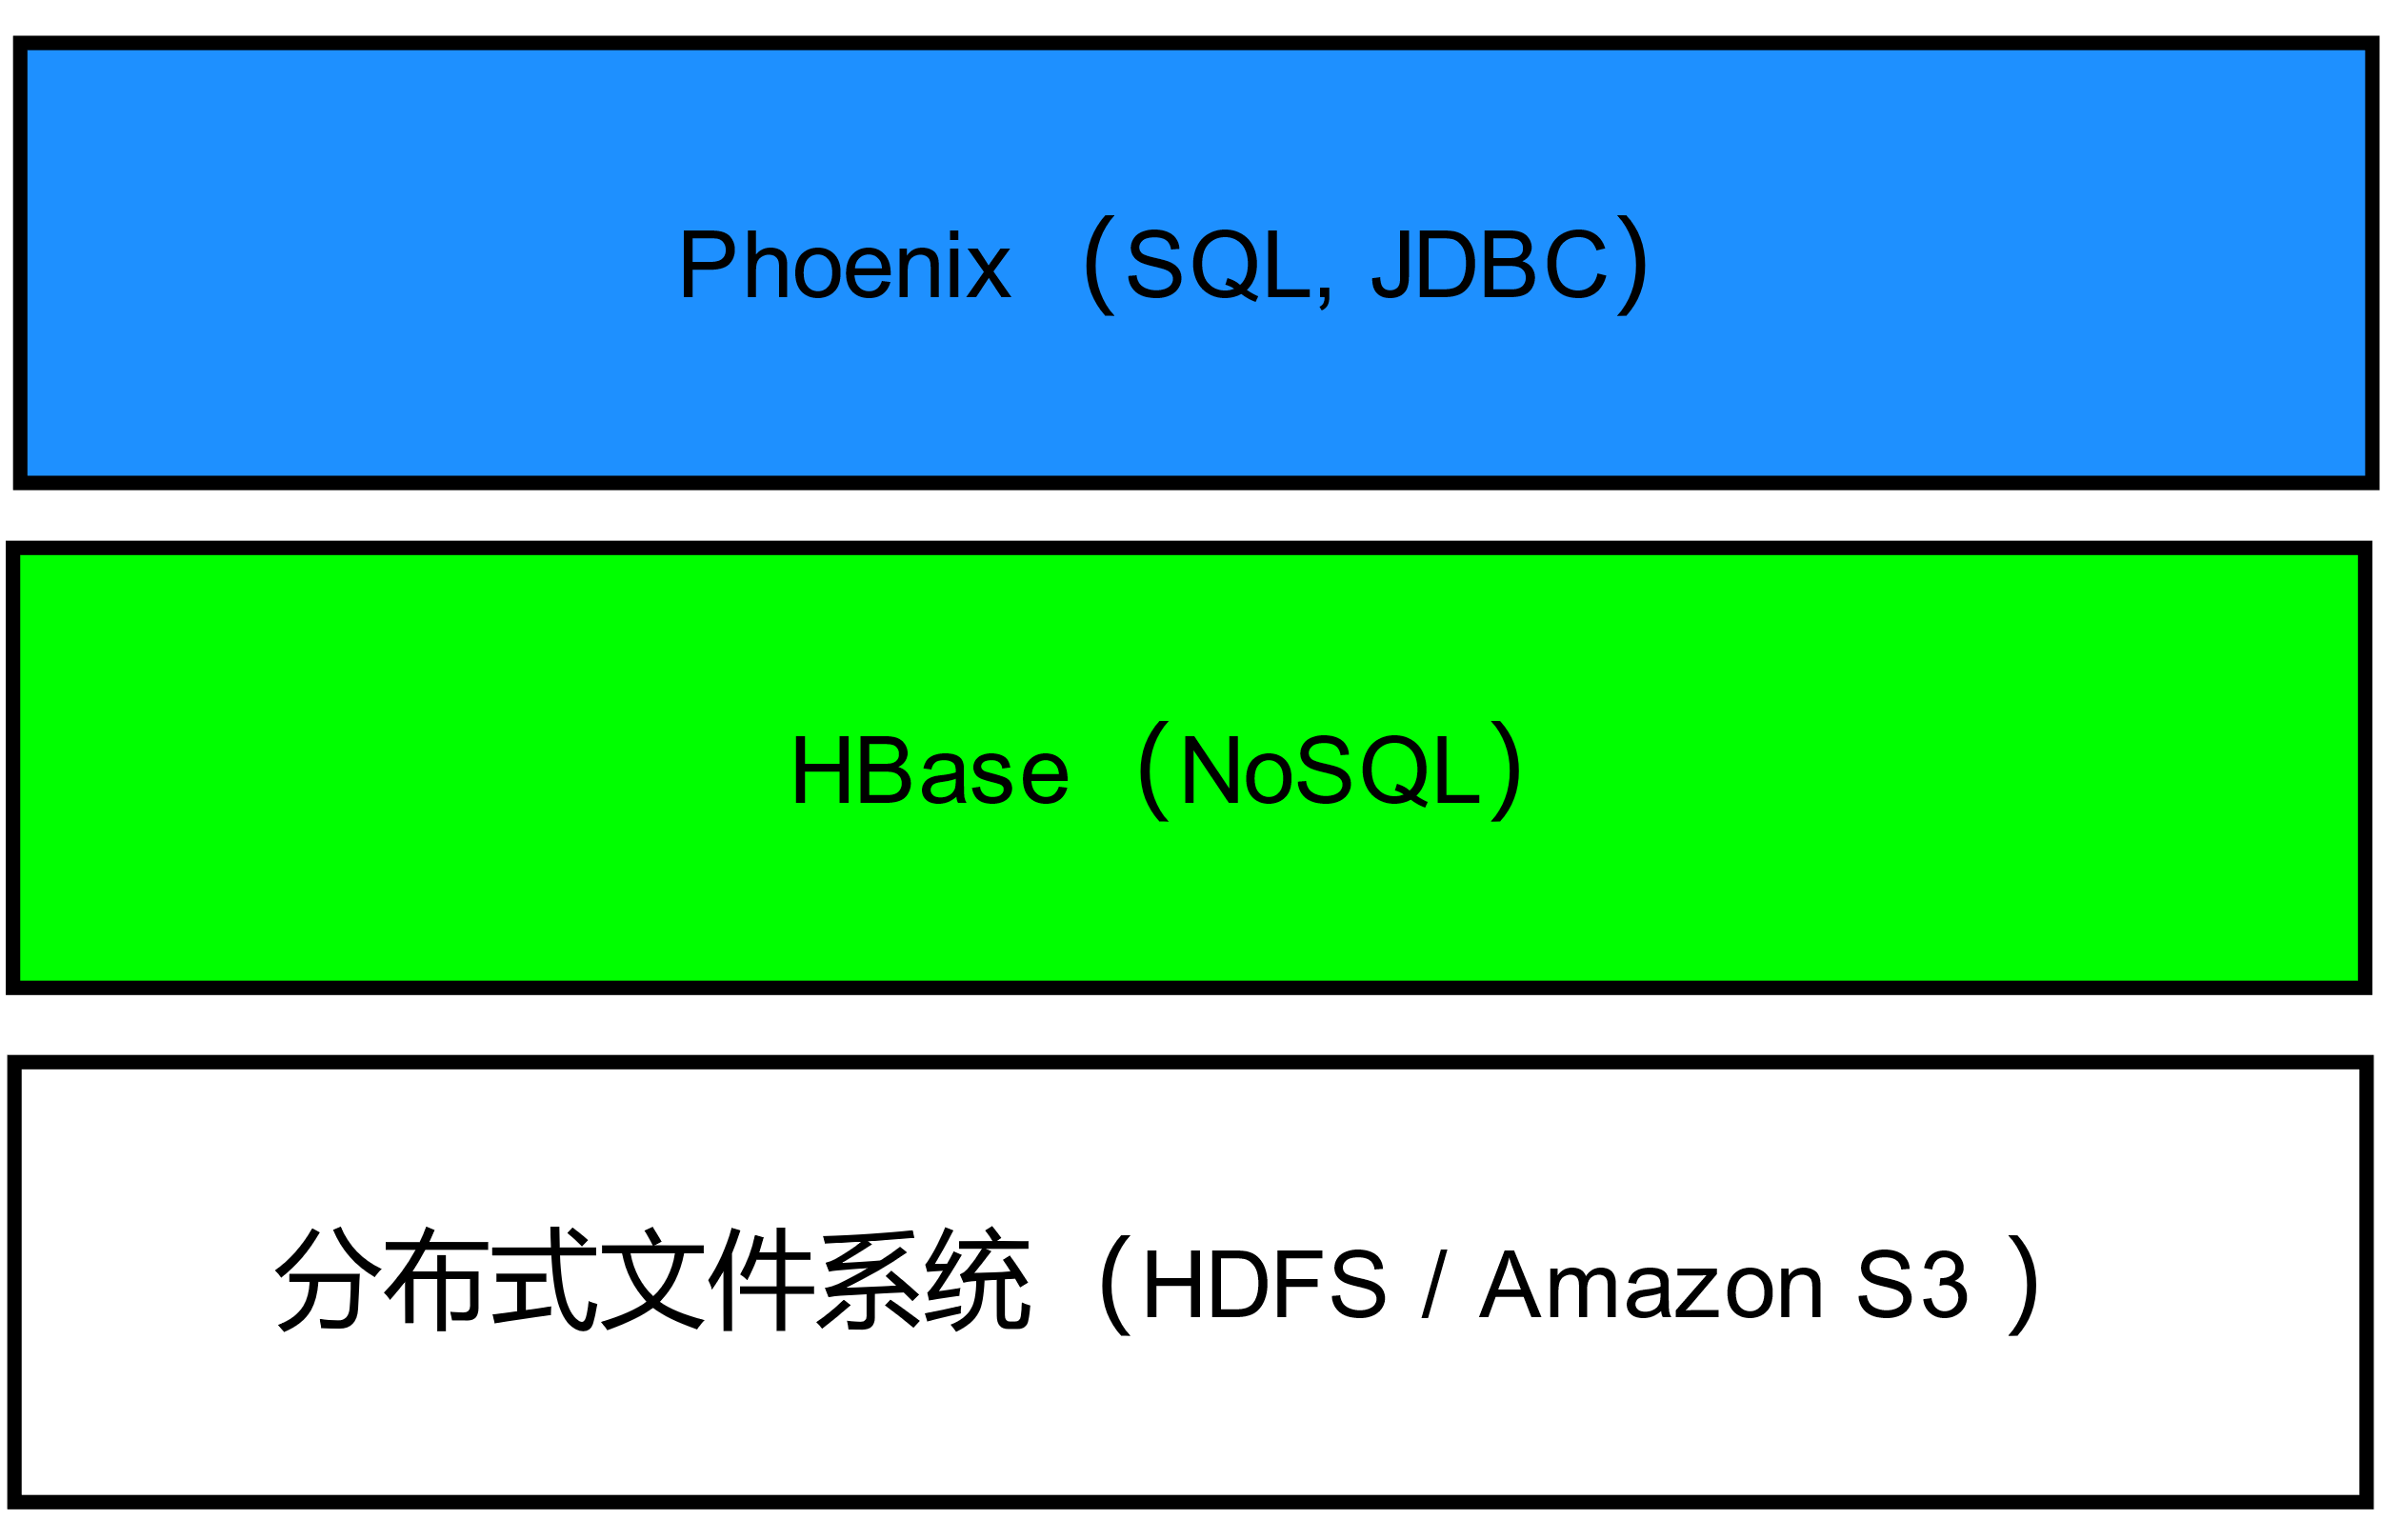 Phoenix (SQL, JDBC)
HBase (NoSQL)
分布式文件系统 (HDFS / Amazon S3 )